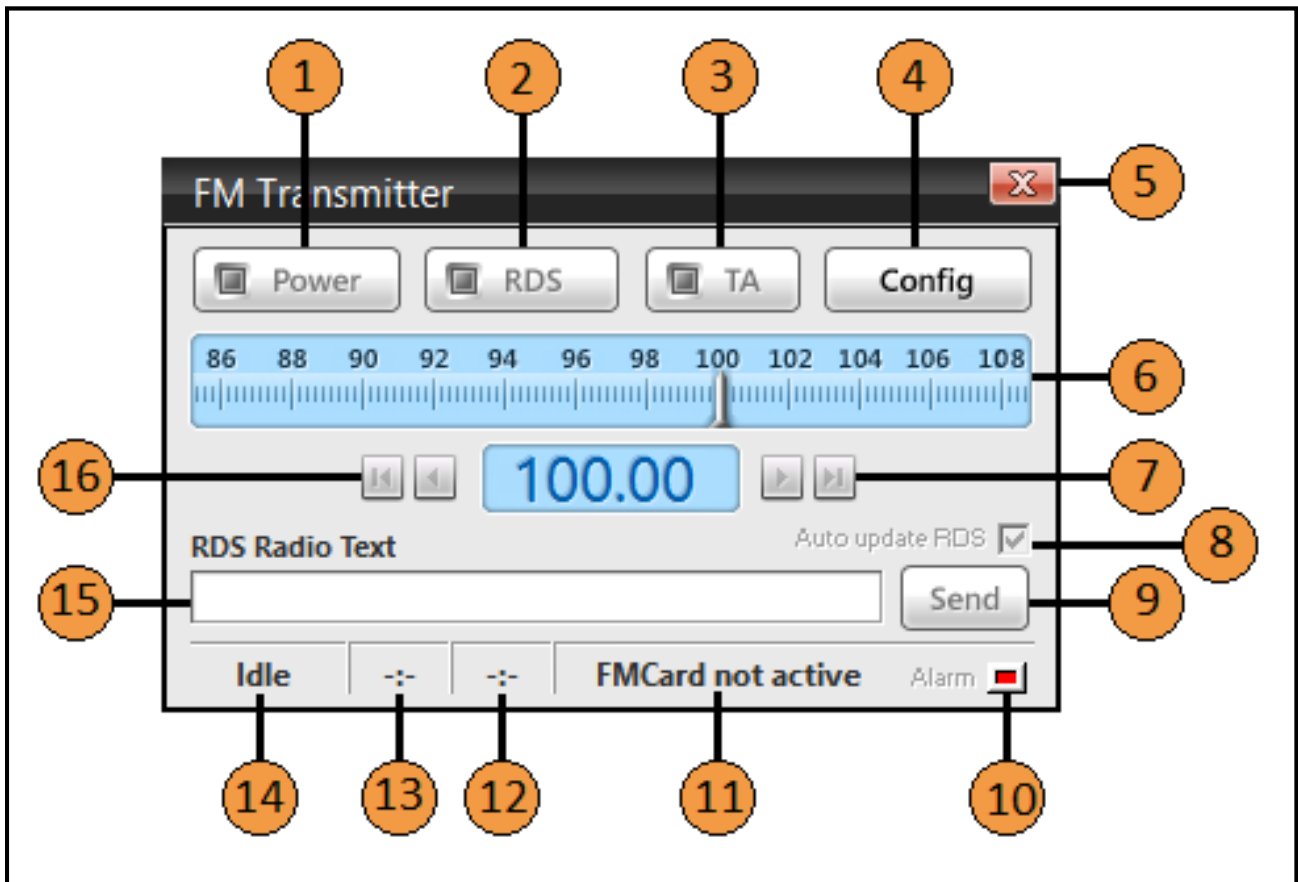 1 2 3 4
FM Transmitter
5
Power RDS TA Config
86 88 90 92 94 96 98 100 102 104 106 108
6
16 100.00 7
RDS Radio Text Auto update RDS
8
15 Send 9
Idle -:- -:- FMCard not active Alarm
14 13 12 11 10